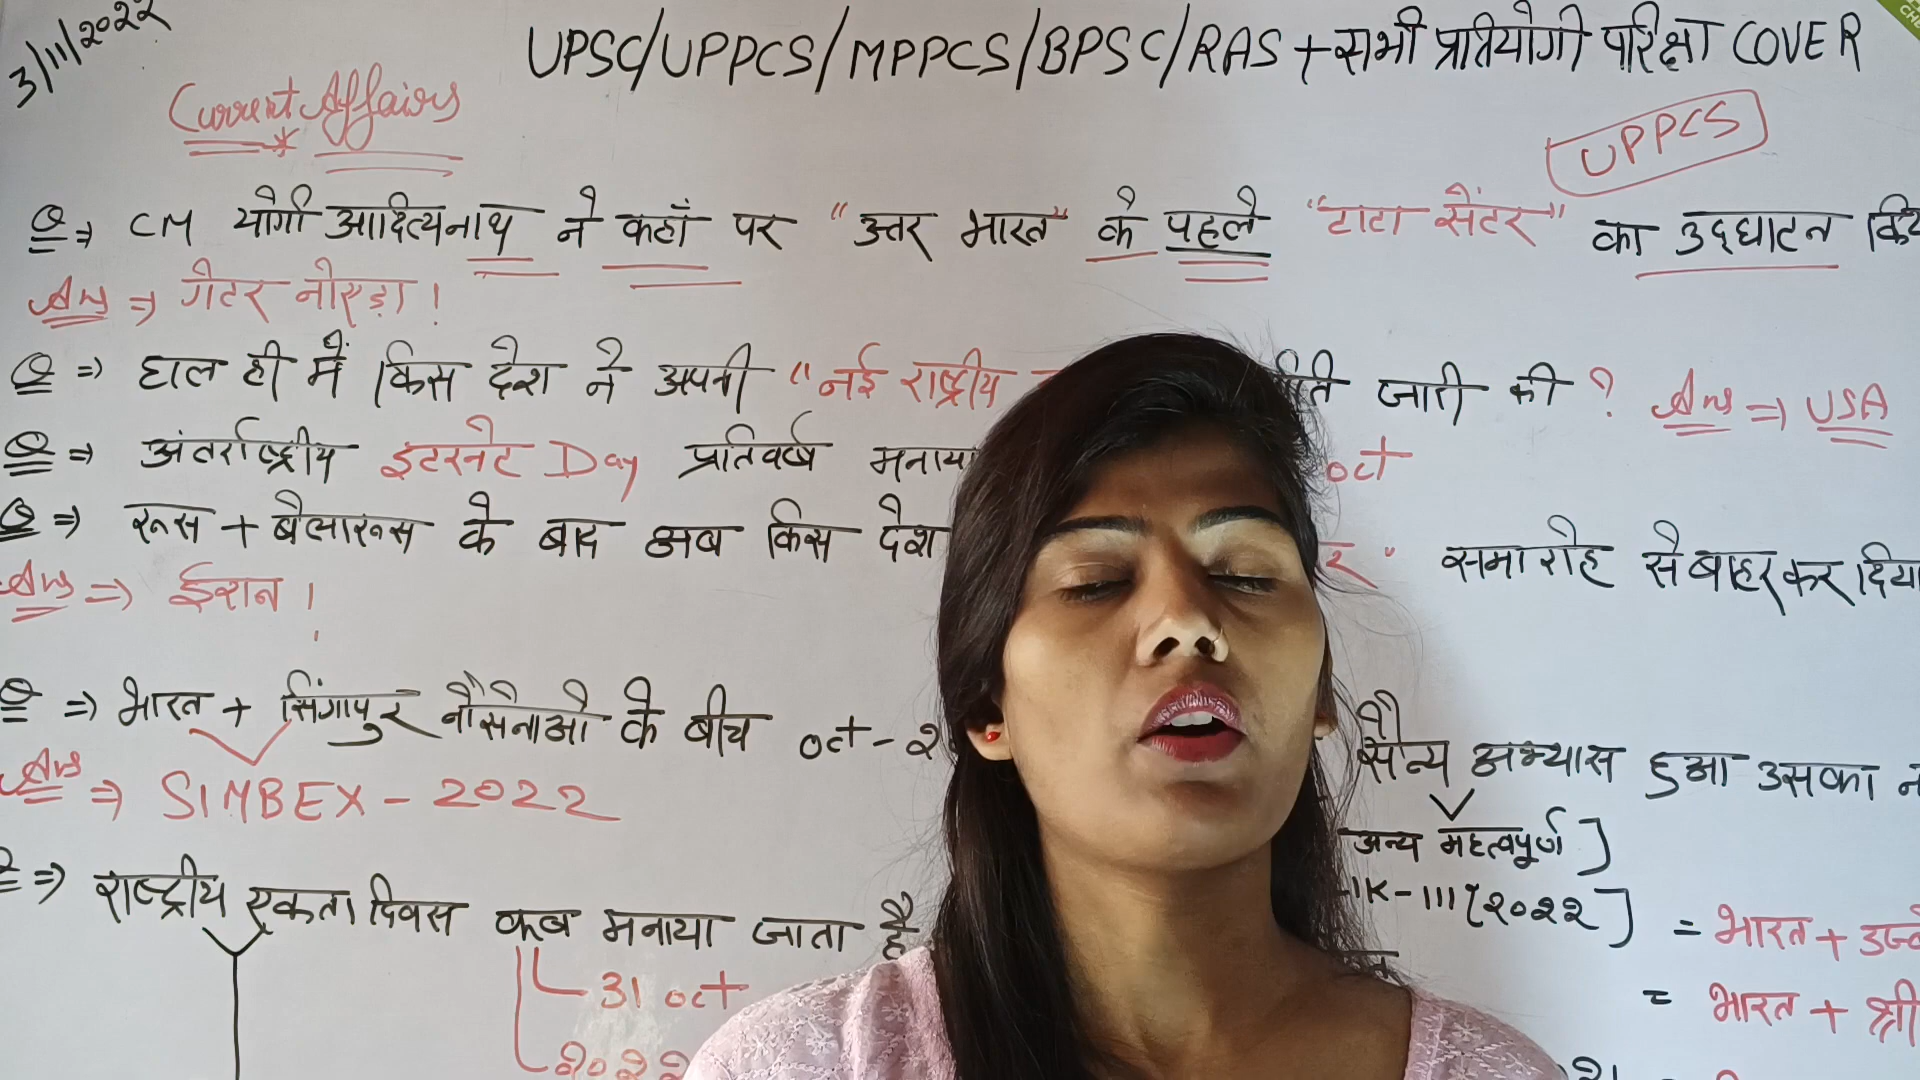 3/11/2022
UPSC/UPPCS/MPPCS/BPSC/RAS + सभी प्रतियोगी परिक्षा COVER
Current Affairs
UPPCS
Q ⇒ CM योगी आदित्यनाथ ने कहाँ पर "उत्तर भारत" के पहले "टाटा सेंटर" का उद्घाटन
Ans ⇒ गेटर नोएडा !
Q ⇒ हाल ही में किस देश ने अपनी "नई राष्ट्रीय जारी की ? Ans ⇒ USA
Q ⇒ अंतर्राष्ट्रीय इंटरनेट Day प्रतिवर्ष oct
Q ⇒ रूस + बेलारूस के बाद अब किस देश समारोह से बाहर कर दिया
Ans ⇒ ईरान !
Q ⇒ भारत + सिंगापुर नौसेनाओ के बीच oct - सैन्य अभ्यास हुआ उसका
Ans ⇒ SIMBEX - 2022
अन्य महत्वपूर्ण ]
- III [2022]
= भारत +
⇒ राष्ट्रीय एकता दिवस कब मनाया जाता है
31 oct
= भारत + श्री
2022